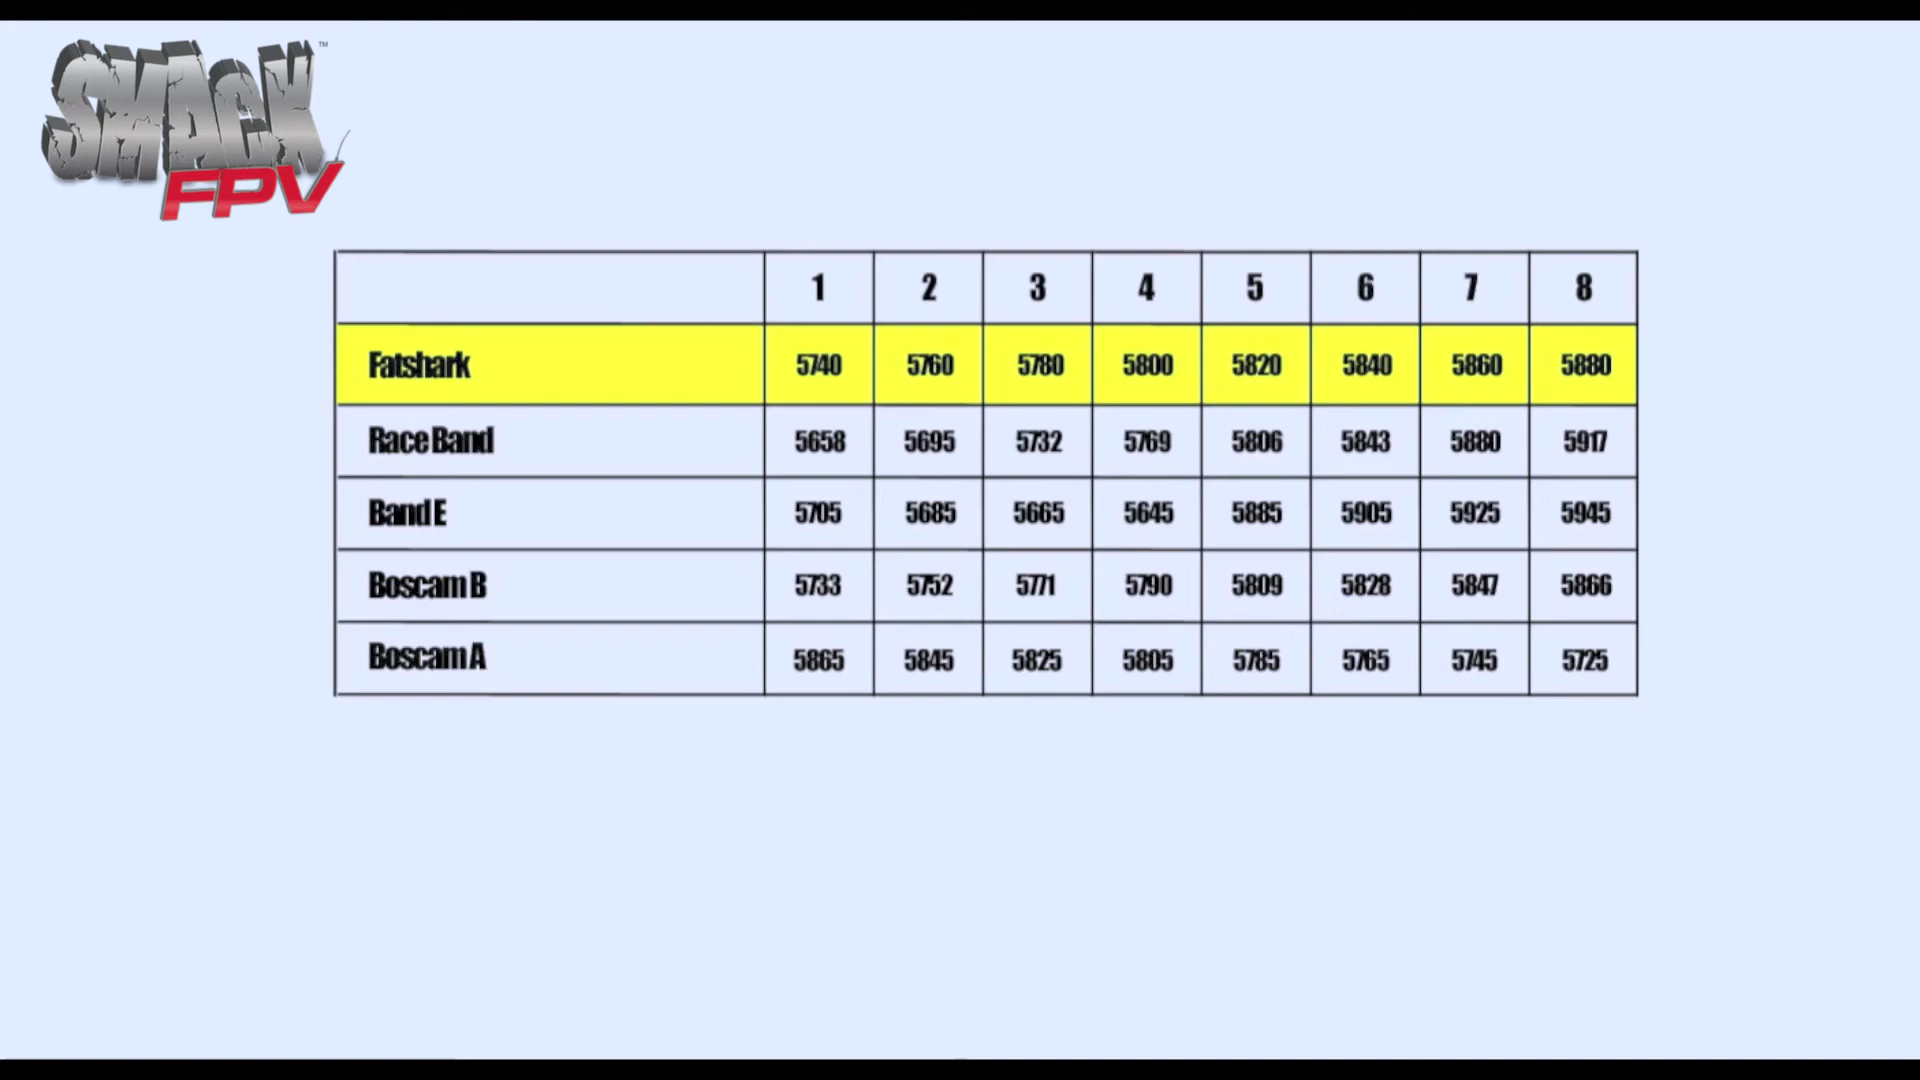 SMACK™
FPV
1 2 3 4 5 6 7 8
Fatshark 5740 5760 5780 5800 5820 5840 5860 5880
Race Band 5658 5695 5732 5769 5806 5843 5880 5917
Band E 5705 5685 5665 5645 5885 5905 5925 5945
Boscam B 5733 5752 5771 5790 5809 5828 5847 5866
Boscam A 5865 5845 5825 5805 5785 5765 5745 5725